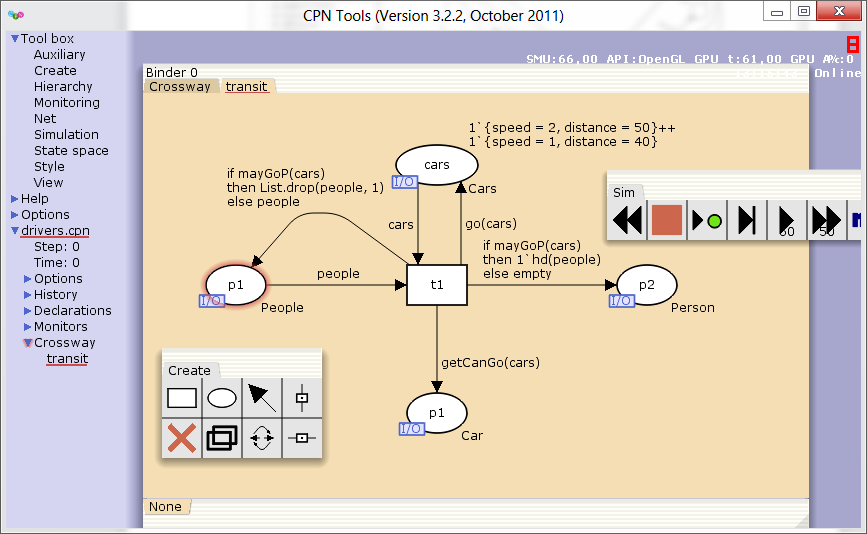 CPN Tools (Version 3.2.2, October 2011)
Tool box
Auxiliary
Create
Hierarchy
Monitoring
Net
Simulation
State space
Style
View
Help
Options
drivers.cpn
Step: 0
Time: 0
Options
History
Declarations
Monitors
Crossway
transit
SMU:66,00 API:OpenGL GPU t:61,00 GPU A%:0
Online
8
Binder 0
Crossway
transit
1`{speed = 2, distance = 50}++
1`{speed = 1, distance = 40}
cars
I/O
Cars
if mayGoP(cars)
then List.drop(people, 1)
else people
cars
go(cars)
if mayGoP(cars)
then 1`hd(people)
else empty
p1
I/O
People
people
t1
p2
I/O
Person
getCanGo(cars)
p1
I/O
Car
Sim
60
50
Create
None